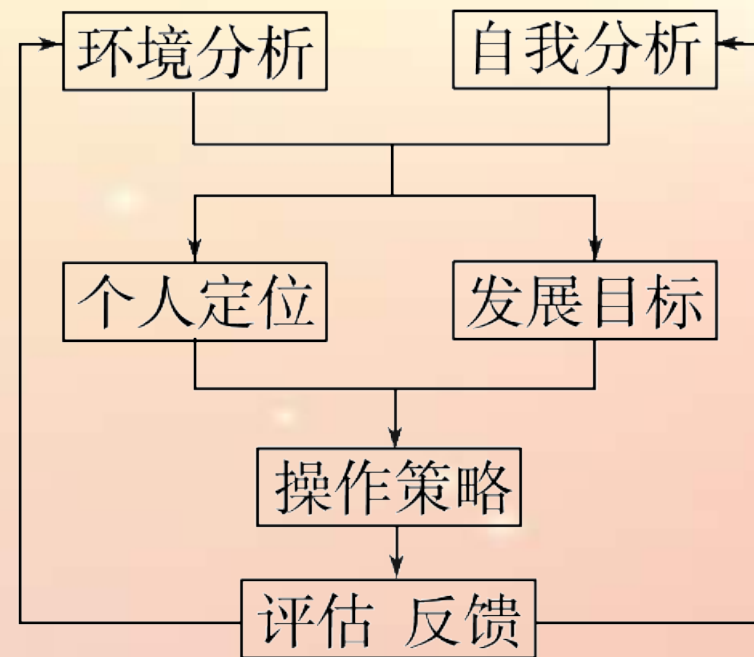 环境分析
自我分析
个人定位
发展目标
操作策略
评估 反馈